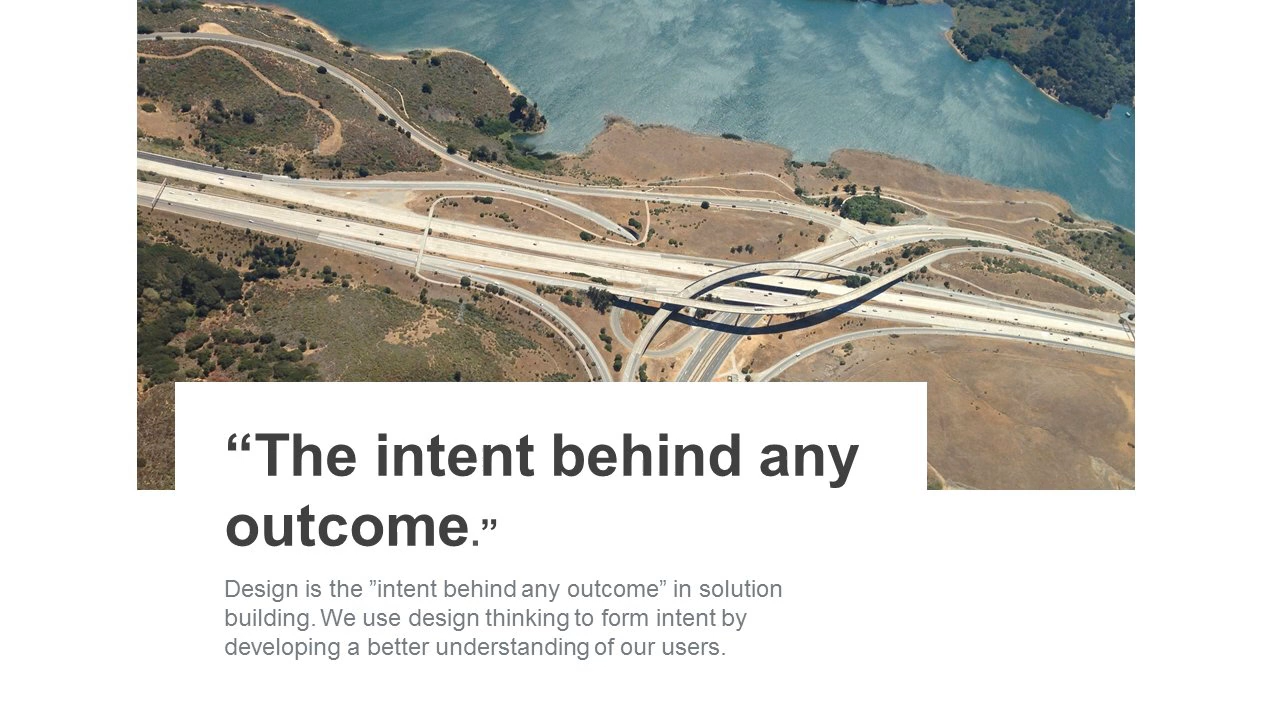 “The intent behind any
outcome.”
Design is the ”intent behind any outcome” in solution
building. We use design thinking to form intent by
developing a better understanding of our users.